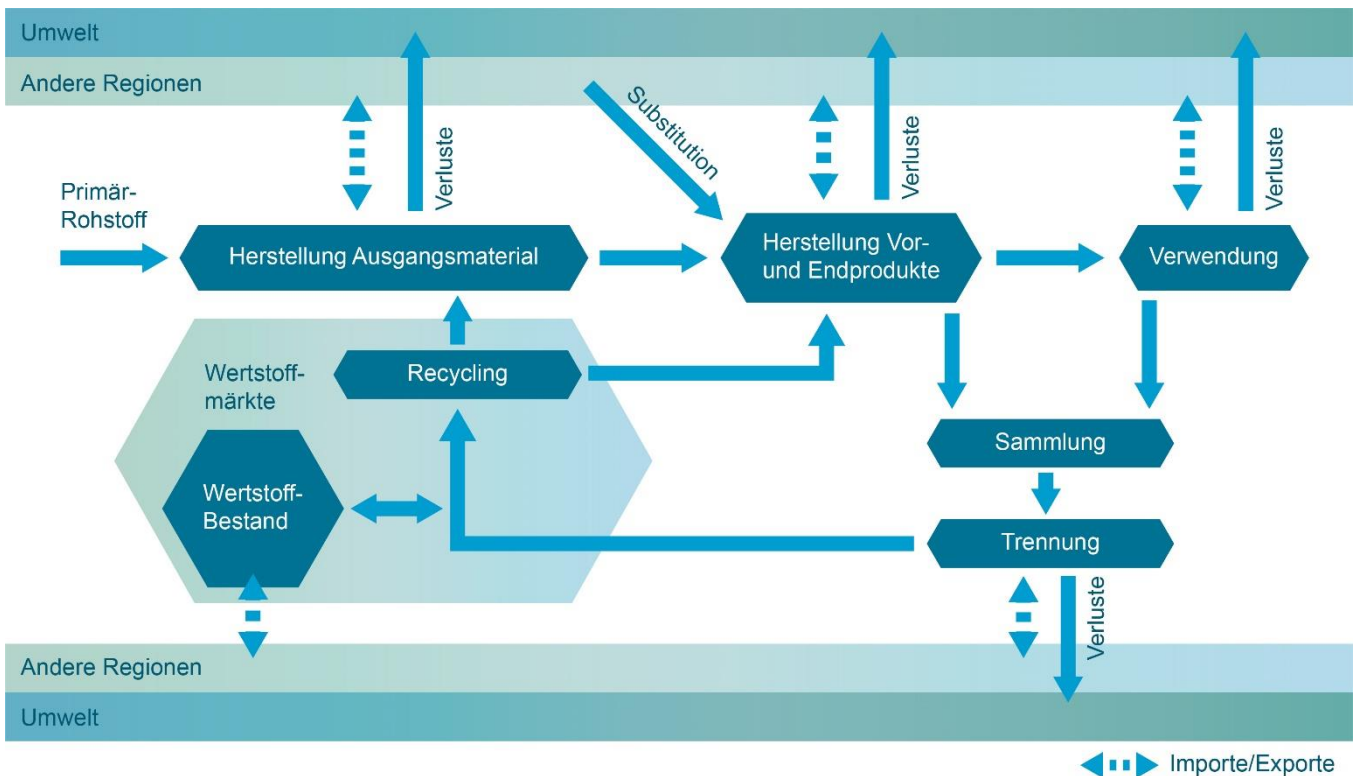 Umwelt
Andere Regionen
Verluste
Substitution
Verluste
Verluste
Primär-
Rohstoff
Herstellung Ausgangsmaterial
Herstellung Vor-
und Endprodukte
Verwendung
Recycling
Wertstoff-
märkte
Sammlung
Wertstoff-
Bestand
Trennung
Verluste
Andere Regionen
Umwelt
Importe/Exporte